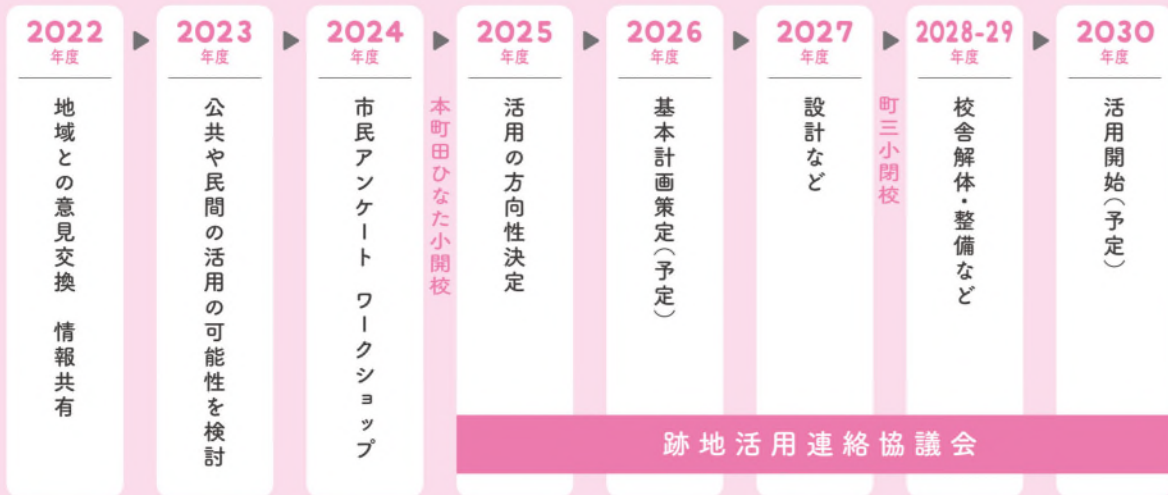 2022
年度
地域との意見交換 情報共有
2023
年度
公共や民間の活用の可能性を検討
2024
年度
市民アンケート ワークショップ
本町田ひなた小開校
2025
年度
活用の方向性決定
2026
年度
基本計画策定(予定)
2027
年度
設計など
町三小閉校
2028-29
年度
校舎解体・整備など
2030
年度
活用開始(予定)
跡地活用連絡協議会